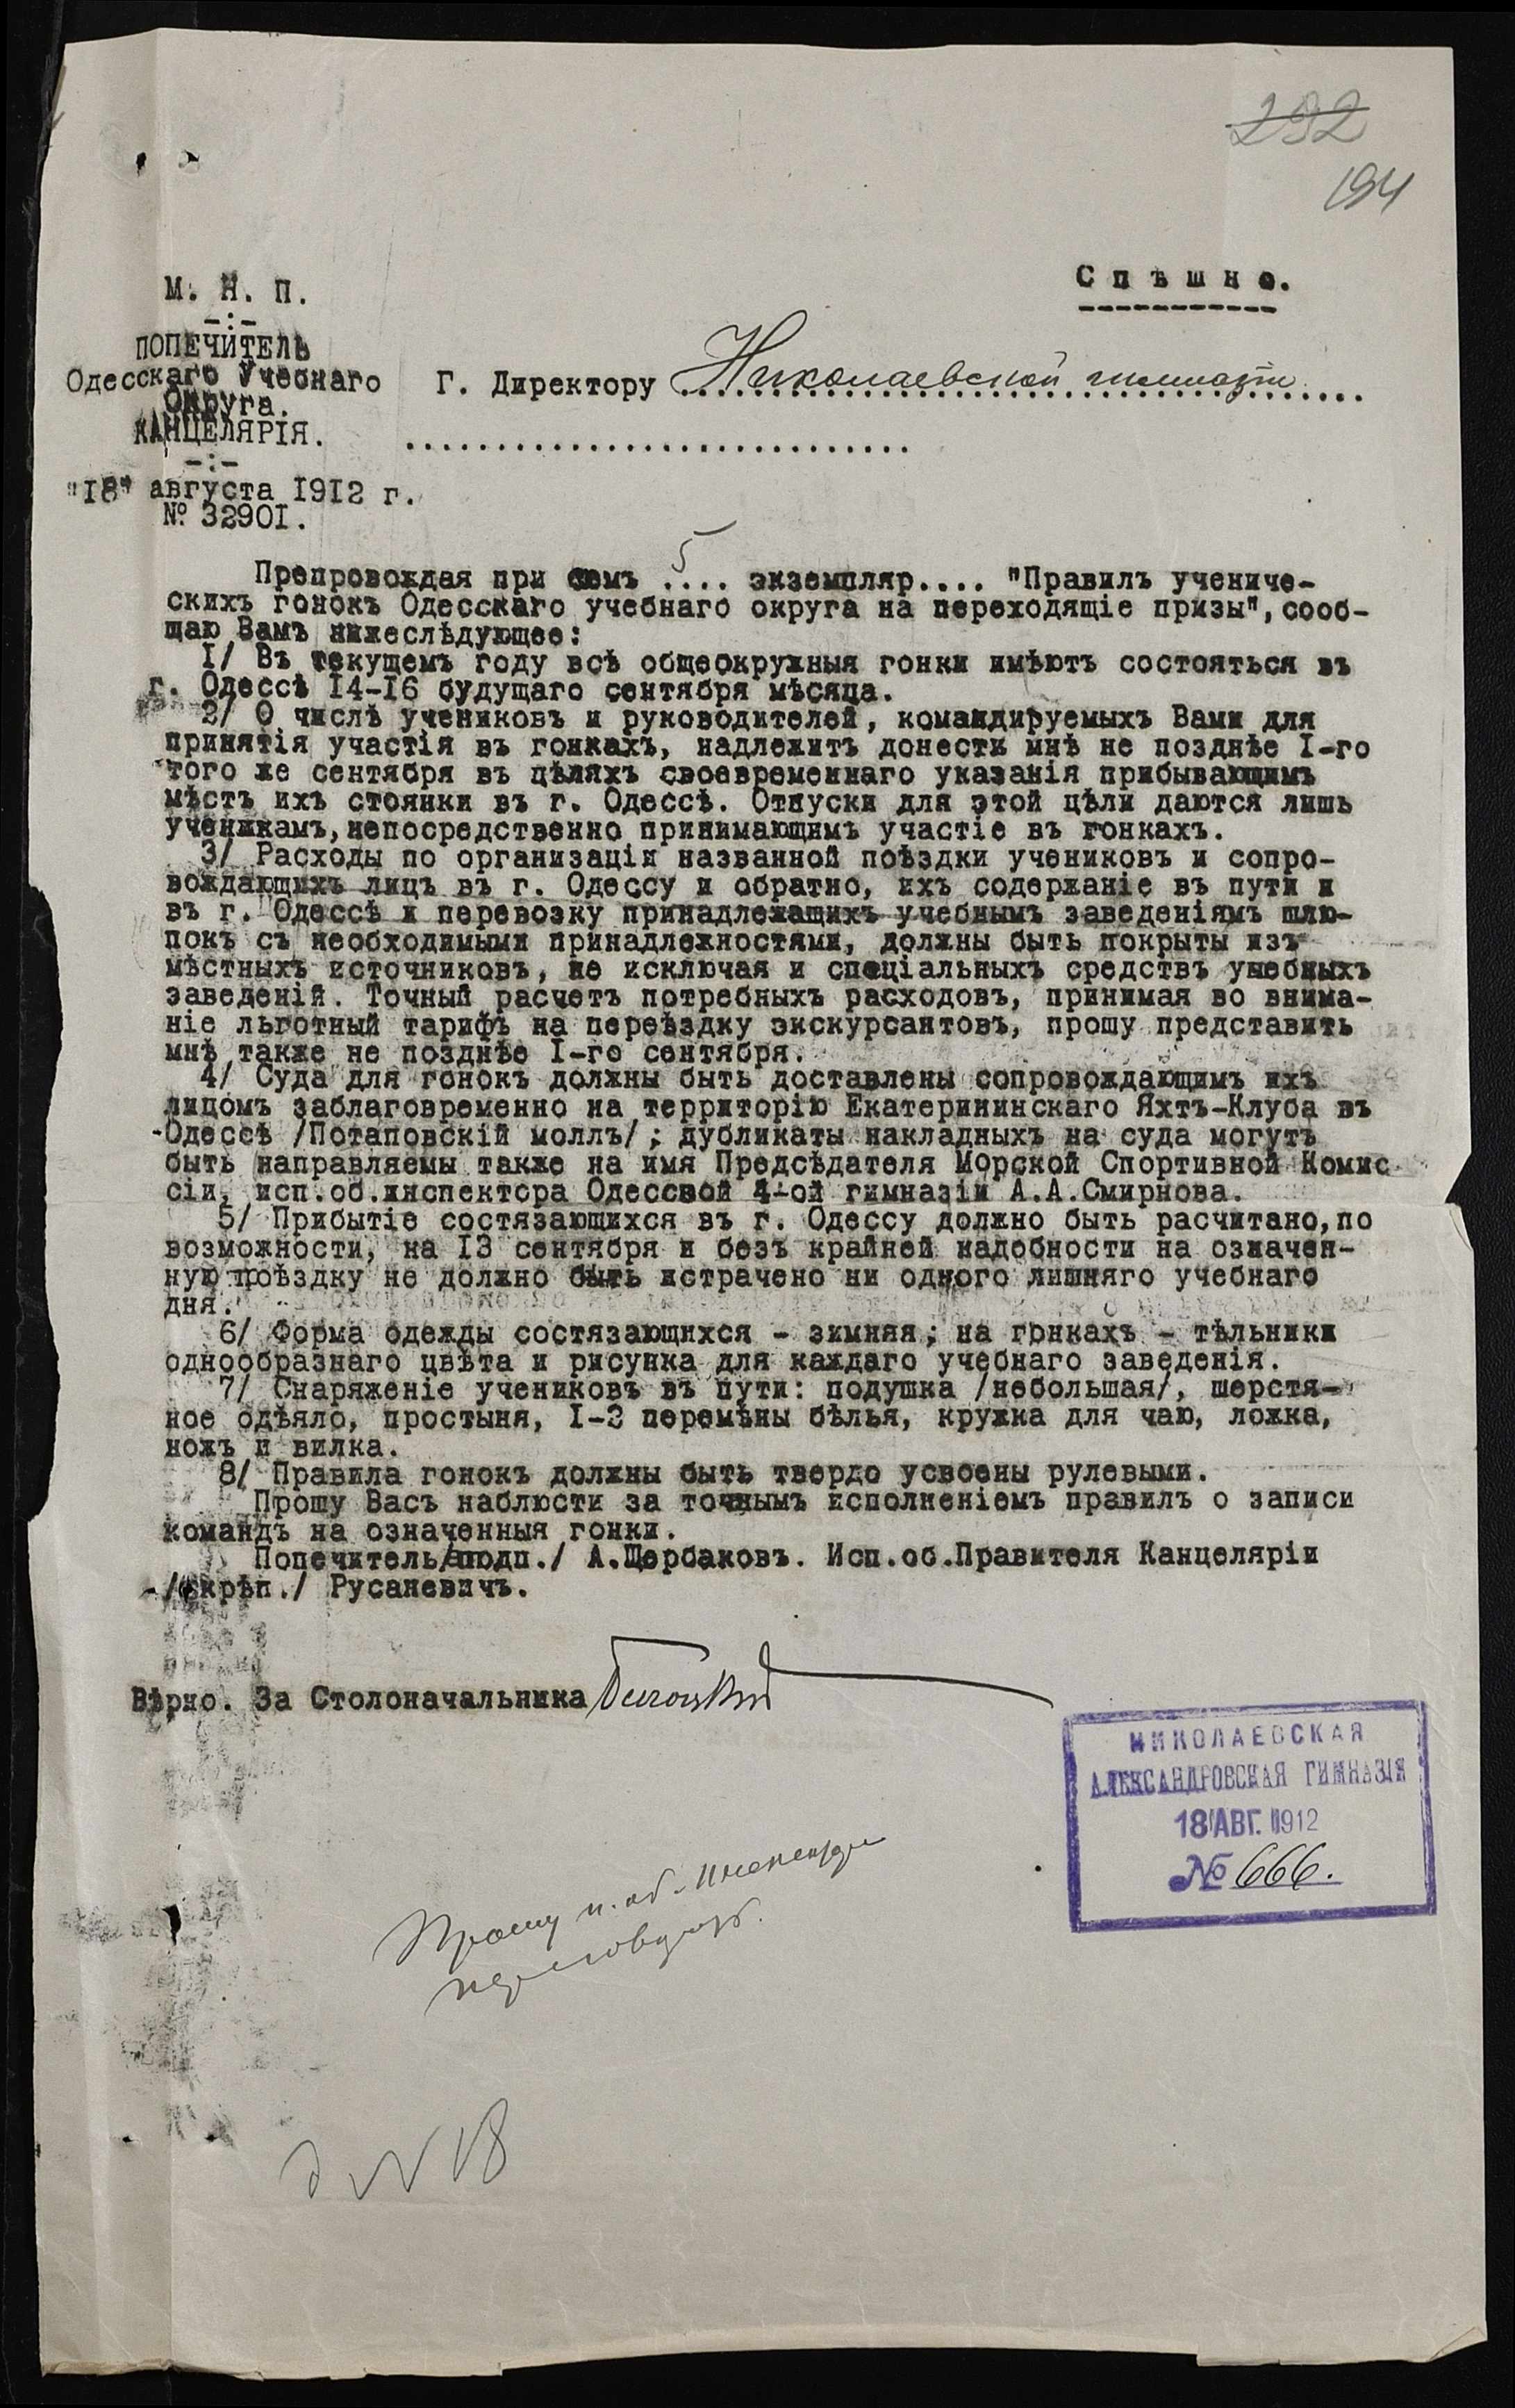 292
194
Спѣшно.
М. Н. П.
ПОПЕЧИТЕЛЬ
Одесскаго Учебнаго
Округа.
КАНЦЕЛЯРІЯ.
Г. Директору Николаевской гимназіи
"18" августа 1912 г.
№ 32901.
5
Препровождая при семъ .... экземпляр.... "Правилъ учениче-
скихъ гонокъ Одесскаго учебнаго округа на переходящіе призы", сооб-
щаю Вамъ нижеслѣдующее:
1/ Въ текущемъ году всѣ общеокружныя гонки имѣютъ состояться въ
г. Одессѣ 14-16 будущаго сентября мѣсяца.
2/ О числѣ учениковъ и руководителей, командируемыхъ Вами для
принятія участія въ гонкахъ, надлежитъ донести мнѣ не позднѣе 1-го
того же сентября въ цѣляхъ своевременнаго указанія прибывающимъ
мѣстъ ихъ стоянки въ г. Одессѣ. Отпуски для этой цѣли даются лишь
ученикамъ, непосредственно принимающимъ участіе въ гонкахъ.
3/ Расходы по организаціи названной поѣздки учениковъ и сопро-
вождающихъ лицъ въ г. Одессу и обратно, ихъ содержаніе въ пути и
въ г. Одессѣ и перевозку принадлежащихъ учебнымъ заведеніямъ шлю-
покъ съ необходимыми принадлежностями, должны быть покрыты изъ
мѣстныхъ источниковъ, не исключая и спеціальныхъ средствъ учебныхъ
заведеній. Точный расчетъ потребныхъ расходовъ, принимая во внима-
ніе льготный тарифъ на переѣздку экскурсантовъ, прошу представить
мнѣ также не позднѣе 1-го сентября.
4/ Суда для гонокъ должны быть доставлены сопровождающимъ ихъ
лицомъ заблаговременно на территорію Екатерининскаго Яхтъ-Клуба въ
Одессѣ /Потаповскій моллъ/; дубликаты накладныхъ на суда могутъ
быть направляемы также на имя Предсѣдателя Морской Спортивной Комис
сіи, исп.об.инспектора Одесской 4-ой гимназіи А.А.Смирнова.
5/ Прибытіе состязающихся въ г. Одессу должно быть расчитано, по
возможности, на 13 сентября и безъ крайней надобности на означен-
ную поѣздку не должно быть истрачено ни одного лишняго учебнаго
дня.
6/ Форма одежды состязающихся - зимняя; на гонкахъ - тѣльники
однообразнаго цвѣта и рисунка для каждаго учебнаго заведенія.
7/ Снаряженіе учениковъ въ пути: подушка /небольшая/, шерстя-
ное одѣяло, простыня, 1-2 перемѣны бѣлья, кружка для чаю, ложка,
ножъ и вилка.
8/ Правила гонокъ должны быть твердо усвоены рулевыми.
Прошу Васъ наблюсти за точнымъ исполненіемъ правилъ о записи
командъ на означенныя гонки.
Попечитель /подп./ А.Щербаковъ. Исп.об.Правителя Канцеляріи
/скрѣп./ Русаневичъ.
Вѣрно. За Столоначальника
НИКОЛАЕВСКАЯ
АЛЕКСАНДРОВСКАЯ ГИМНАЗІЯ
18 АВГ. 1912
№ 666.
Прошу и. об. Инспектора
переговорить.
д N 18